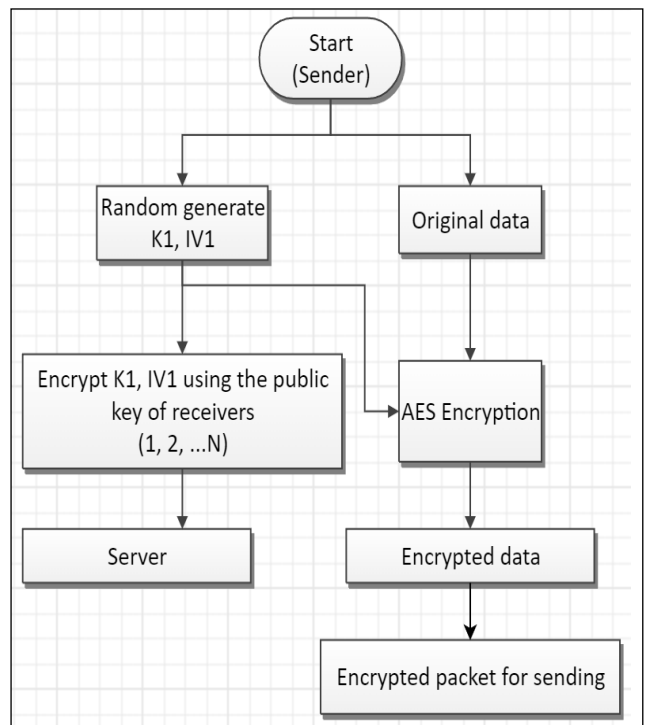 Start
(Sender)
Random generate
K1, IV1
Original data
Encrypt K1, IV1 using the public
key of receivers
(1, 2, ...N)
AES Encryption
Server
Encrypted data
Encrypted packet for sending